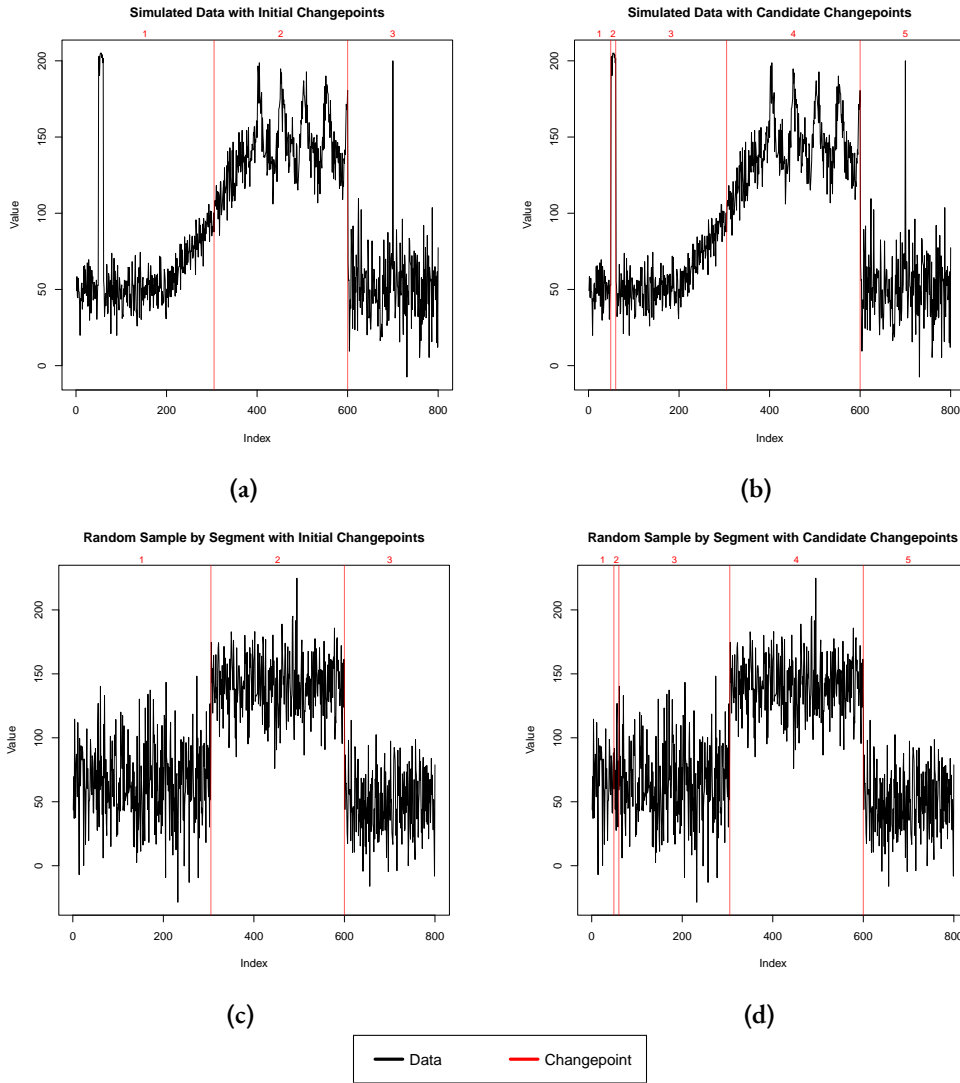 Simulated Data with Initial Changepoints
1 2 3
Value
200
150
100
50
0
0 200 400 600 800
Index
(a)
Simulated Data with Candidate Changepoints
1 2 3 4 5
Value
200
150
100
50
0
0 200 400 600 800
Index
(b)
Random Sample by Segment with Initial Changepoints
1 2 3
Value
200
150
100
50
0
0 200 400 600 800
Index
(c)
Random Sample by Segment with Candidate Changepoints
1 2 3 4 5
Value
200
150
100
50
0
0 200 400 600 800
Index
(d)
Data Changepoint